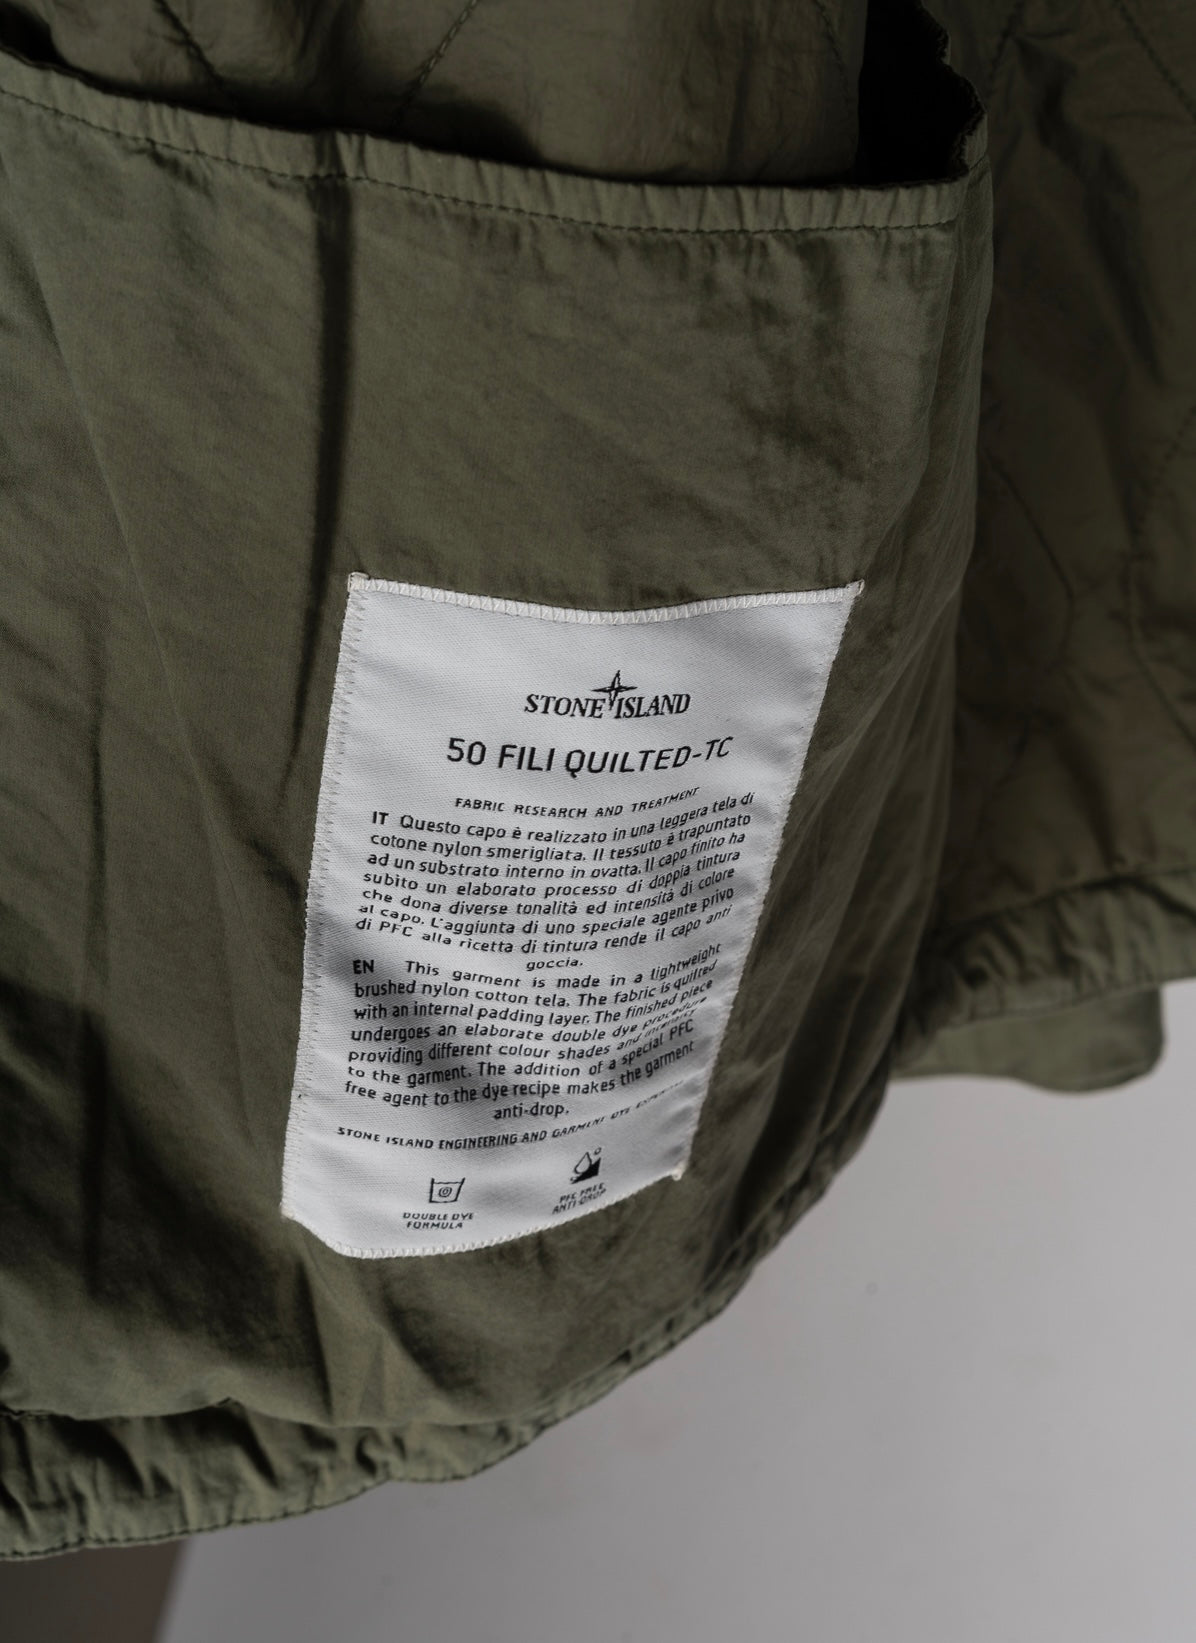 STONE ISLAND
50 FILI QUILTED-TC
FABRIC RESEARCH AND TREATMENT
IT Questo capo è realizzato in una leggera tela di
cotone nylon smerigliata. Il tessuto è trapuntato
ad un substrato interno in ovatta. Il capo finito ha
subito un elaborato processo di doppia tintura
che dona diverse tonalità ed intensità di colore
al capo. L'aggiunta di uno speciale agente privo
di PFC alla ricetta di tintura rende il capo anti
goccia.
EN This garment is made in a lightweight
brushed nylon cotton tela. The fabric is quilted
with an internal padding layer. The finished piece
undergoes an elaborate double dye procedure
providing different colour shades and intensity
to the garment. The addition of a special PFC
free agent to the dye recipe makes the garment
anti-drop.
STONE ISLAND ENGINEERING AND GARMENT DYE
DOUBLE DYE
FORMULA
PFC FREE
ANTI-DROP